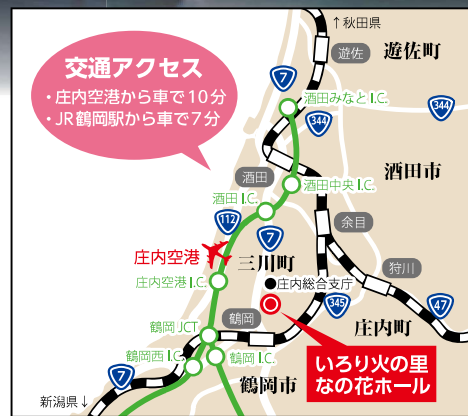 ↑秋田県
遊佐
遊佐町
交通アクセス
・庄内空港から車で10分
・JR鶴岡駅から車で7分
7
酒田みなとI.C.
344
344
酒田市
酒田
酒田中央I.C.
酒田I.C.
112
7
余目
庄内空港
三川町
狩川
庄内空港I.C.
庄内総合支庁
345
47
庄内町
鶴岡JCT
鶴岡
鶴岡西I.C.
鶴岡I.C.
いろり火の里
なの花ホール
7
鶴岡市
新潟県↓